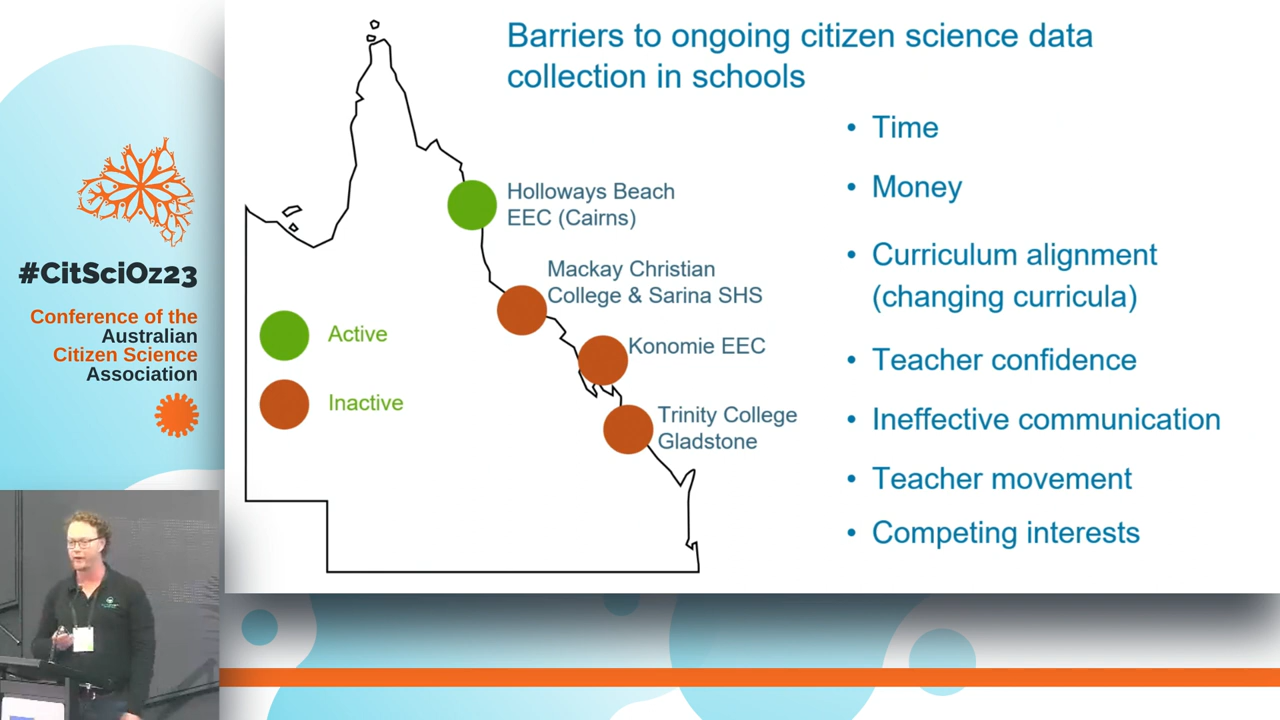 #CitSciOz23
Conference of the
Australian
Citizen Science
Association
Barriers to ongoing citizen science data
collection in schools
Holloways Beach
EEC (Cairns)
Mackay Christian
College & Sarina SHS
Konomie EEC
Trinity College
Gladstone
Active
Inactive
• Time
• Money
• Curriculum alignment
(changing curricula)
• Teacher confidence
• Ineffective communication
• Teacher movement
• Competing interests